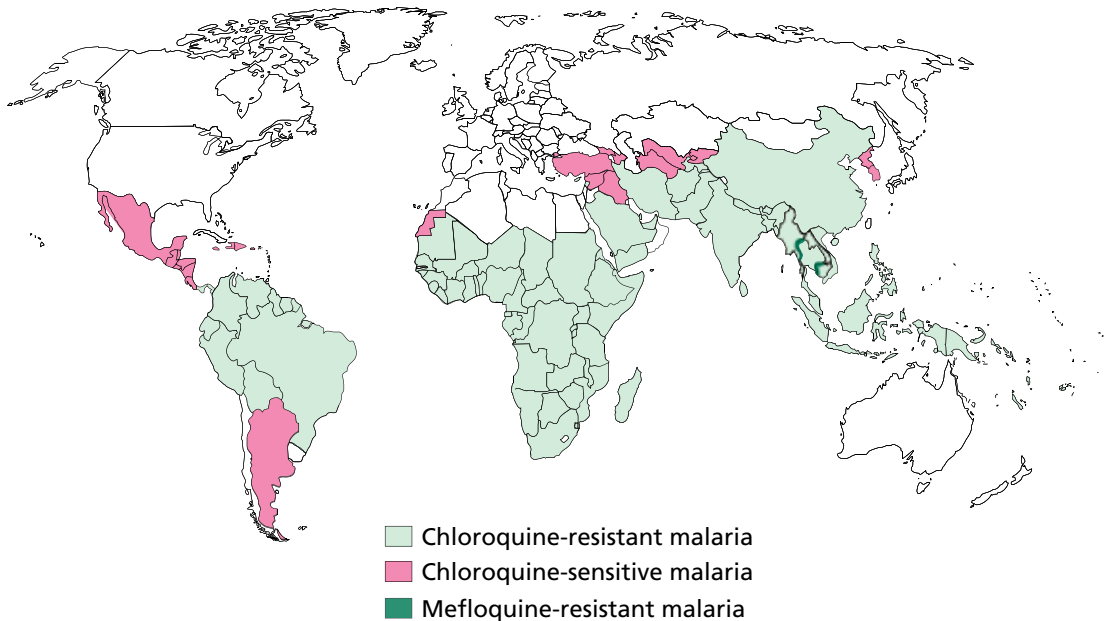 Chloroquine-resistant malaria
Chloroquine-sensitive malaria
Mefloquine-resistant malaria